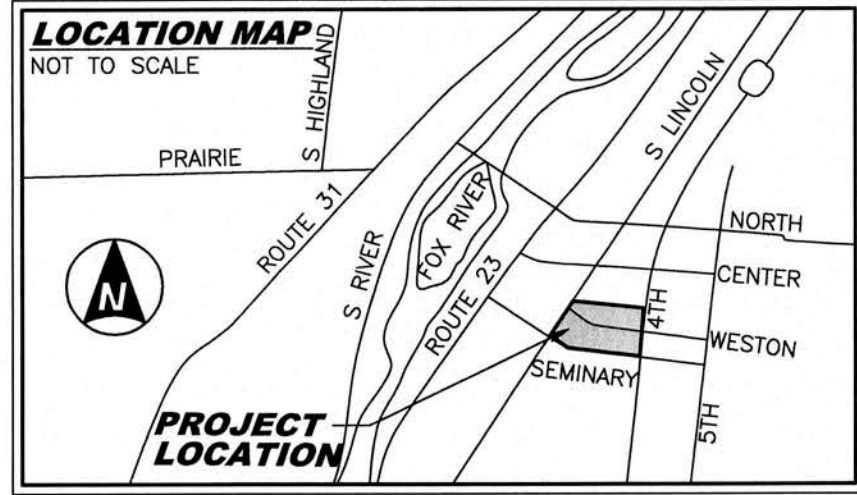 LOCATION MAP
NOT TO SCALE
S HIGHLAND
PRAIRIE
ROUTE 31
S RIVER
FOX RIVER
ROUTE 23
S LINCOLN
NORTH
CENTER
4TH
WESTON
SEMINARY
5TH
N
PROJECT
LOCATION